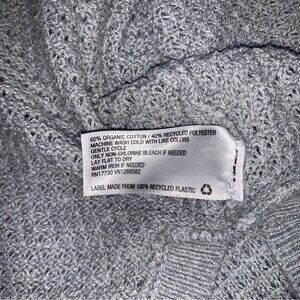 60% ORGANIC COTTON / 40% RECYCLED POLYESTER
MACHINE WASH COLD WITH LIKE COLORS
GENTLE CYCLE
ONLY NON-CHLORINE BLEACH IF NEEDED
LAY FLAT TO DRY
WARM IRON IF NEEDED
RN17730 VN1268582
LABEL MADE FROM 100% RECYCLED PLASTIC